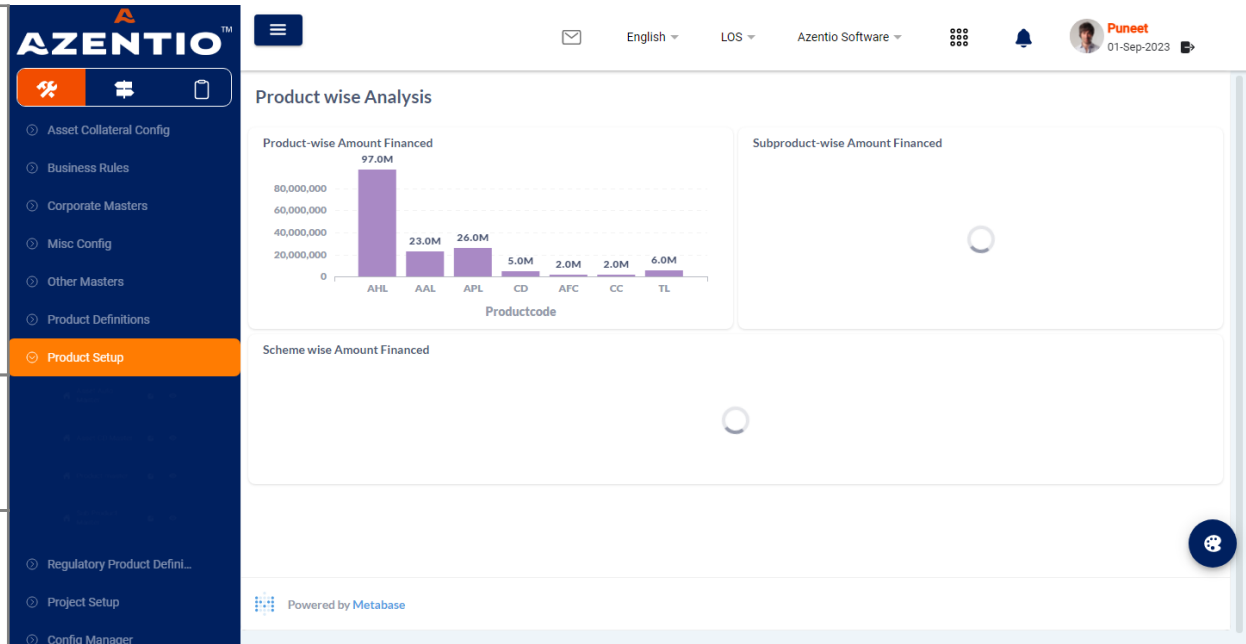 AZENTIO™
English
LOS
Azentio Software
Puneet
01-Sep-2023
Asset Collateral Config
Business Rules
Corporate Masters
Misc Config
Other Masters
Product Definitions
Product Setup
Regulatory Product Defini...
Project Setup
Config Manager
Product wise Analysis
Product-wise Amount Financed
97.0M
80,000,000
60,000,000
40,000,000
20,000,000
0
23.0M
26.0M
5.0M
2.0M
2.0M
6.0M
AHL
AAL
APL
CD
AFC
CC
TL
Productcode
Subproduct-wise Amount Financed
Scheme wise Amount Financed
Powered by Metabase